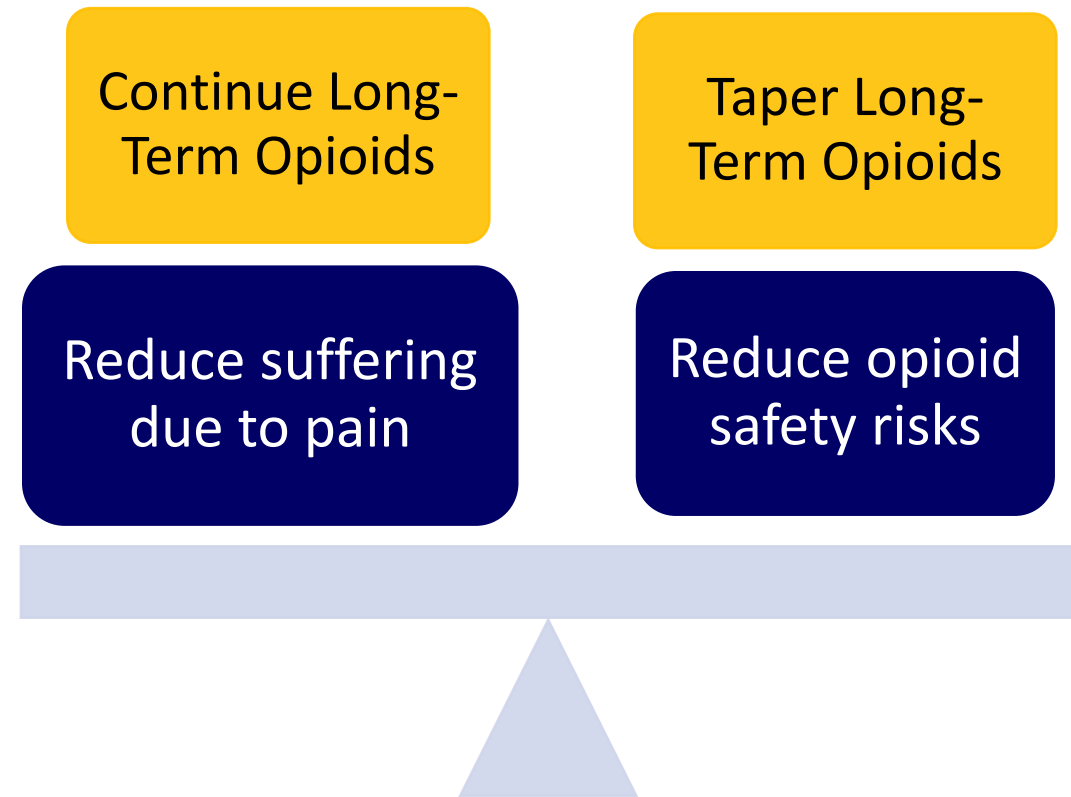 Continue Long-
Term Opioids
Taper Long-
Term Opioids
Reduce suffering
due to pain
Reduce opioid
safety risks